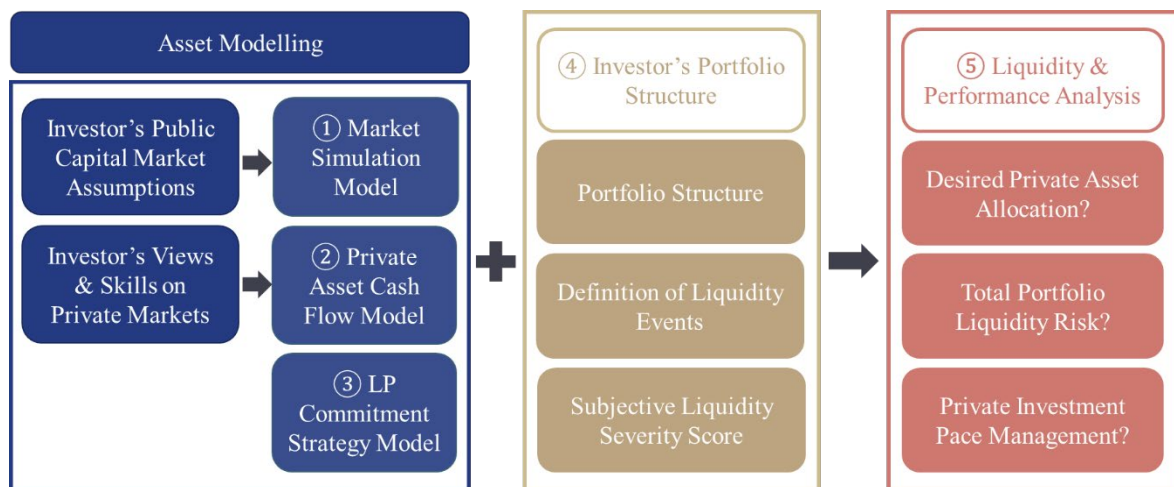 Asset Modelling
Investor's Public
Capital Market
Assumptions
① Market
Simulation
Model
Investor's Views
& Skills on
Private Markets
② Private
Asset Cash
Flow Model
③ LP
Commitment
Strategy Model
④ Investor's Portfolio
Structure
Portfolio Structure
Definition of Liquidity
Events
Subjective Liquidity
Severity Score
⑤ Liquidity &
Performance Analysis
Desired Private Asset
Allocation?
Total Portfolio
Liquidity Risk?
Private Investment
Pace Management?